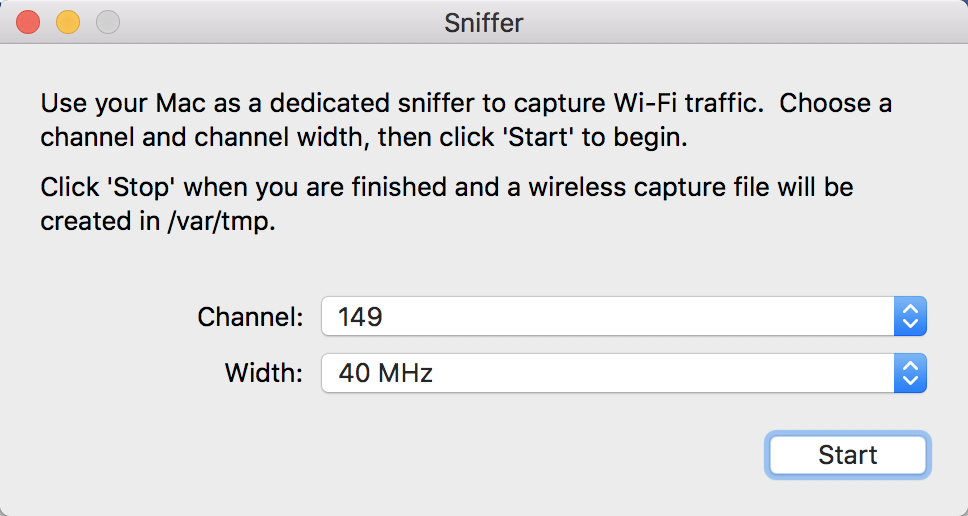 Sniffer
Use your Mac as a dedicated sniffer to capture Wi-Fi traffic.  Choose a
channel and channel width, then click 'Start' to begin.
Click 'Stop' when you are finished and a wireless capture file will be
created in /var/tmp.
Channel: 149
Width: 40 MHz
Start